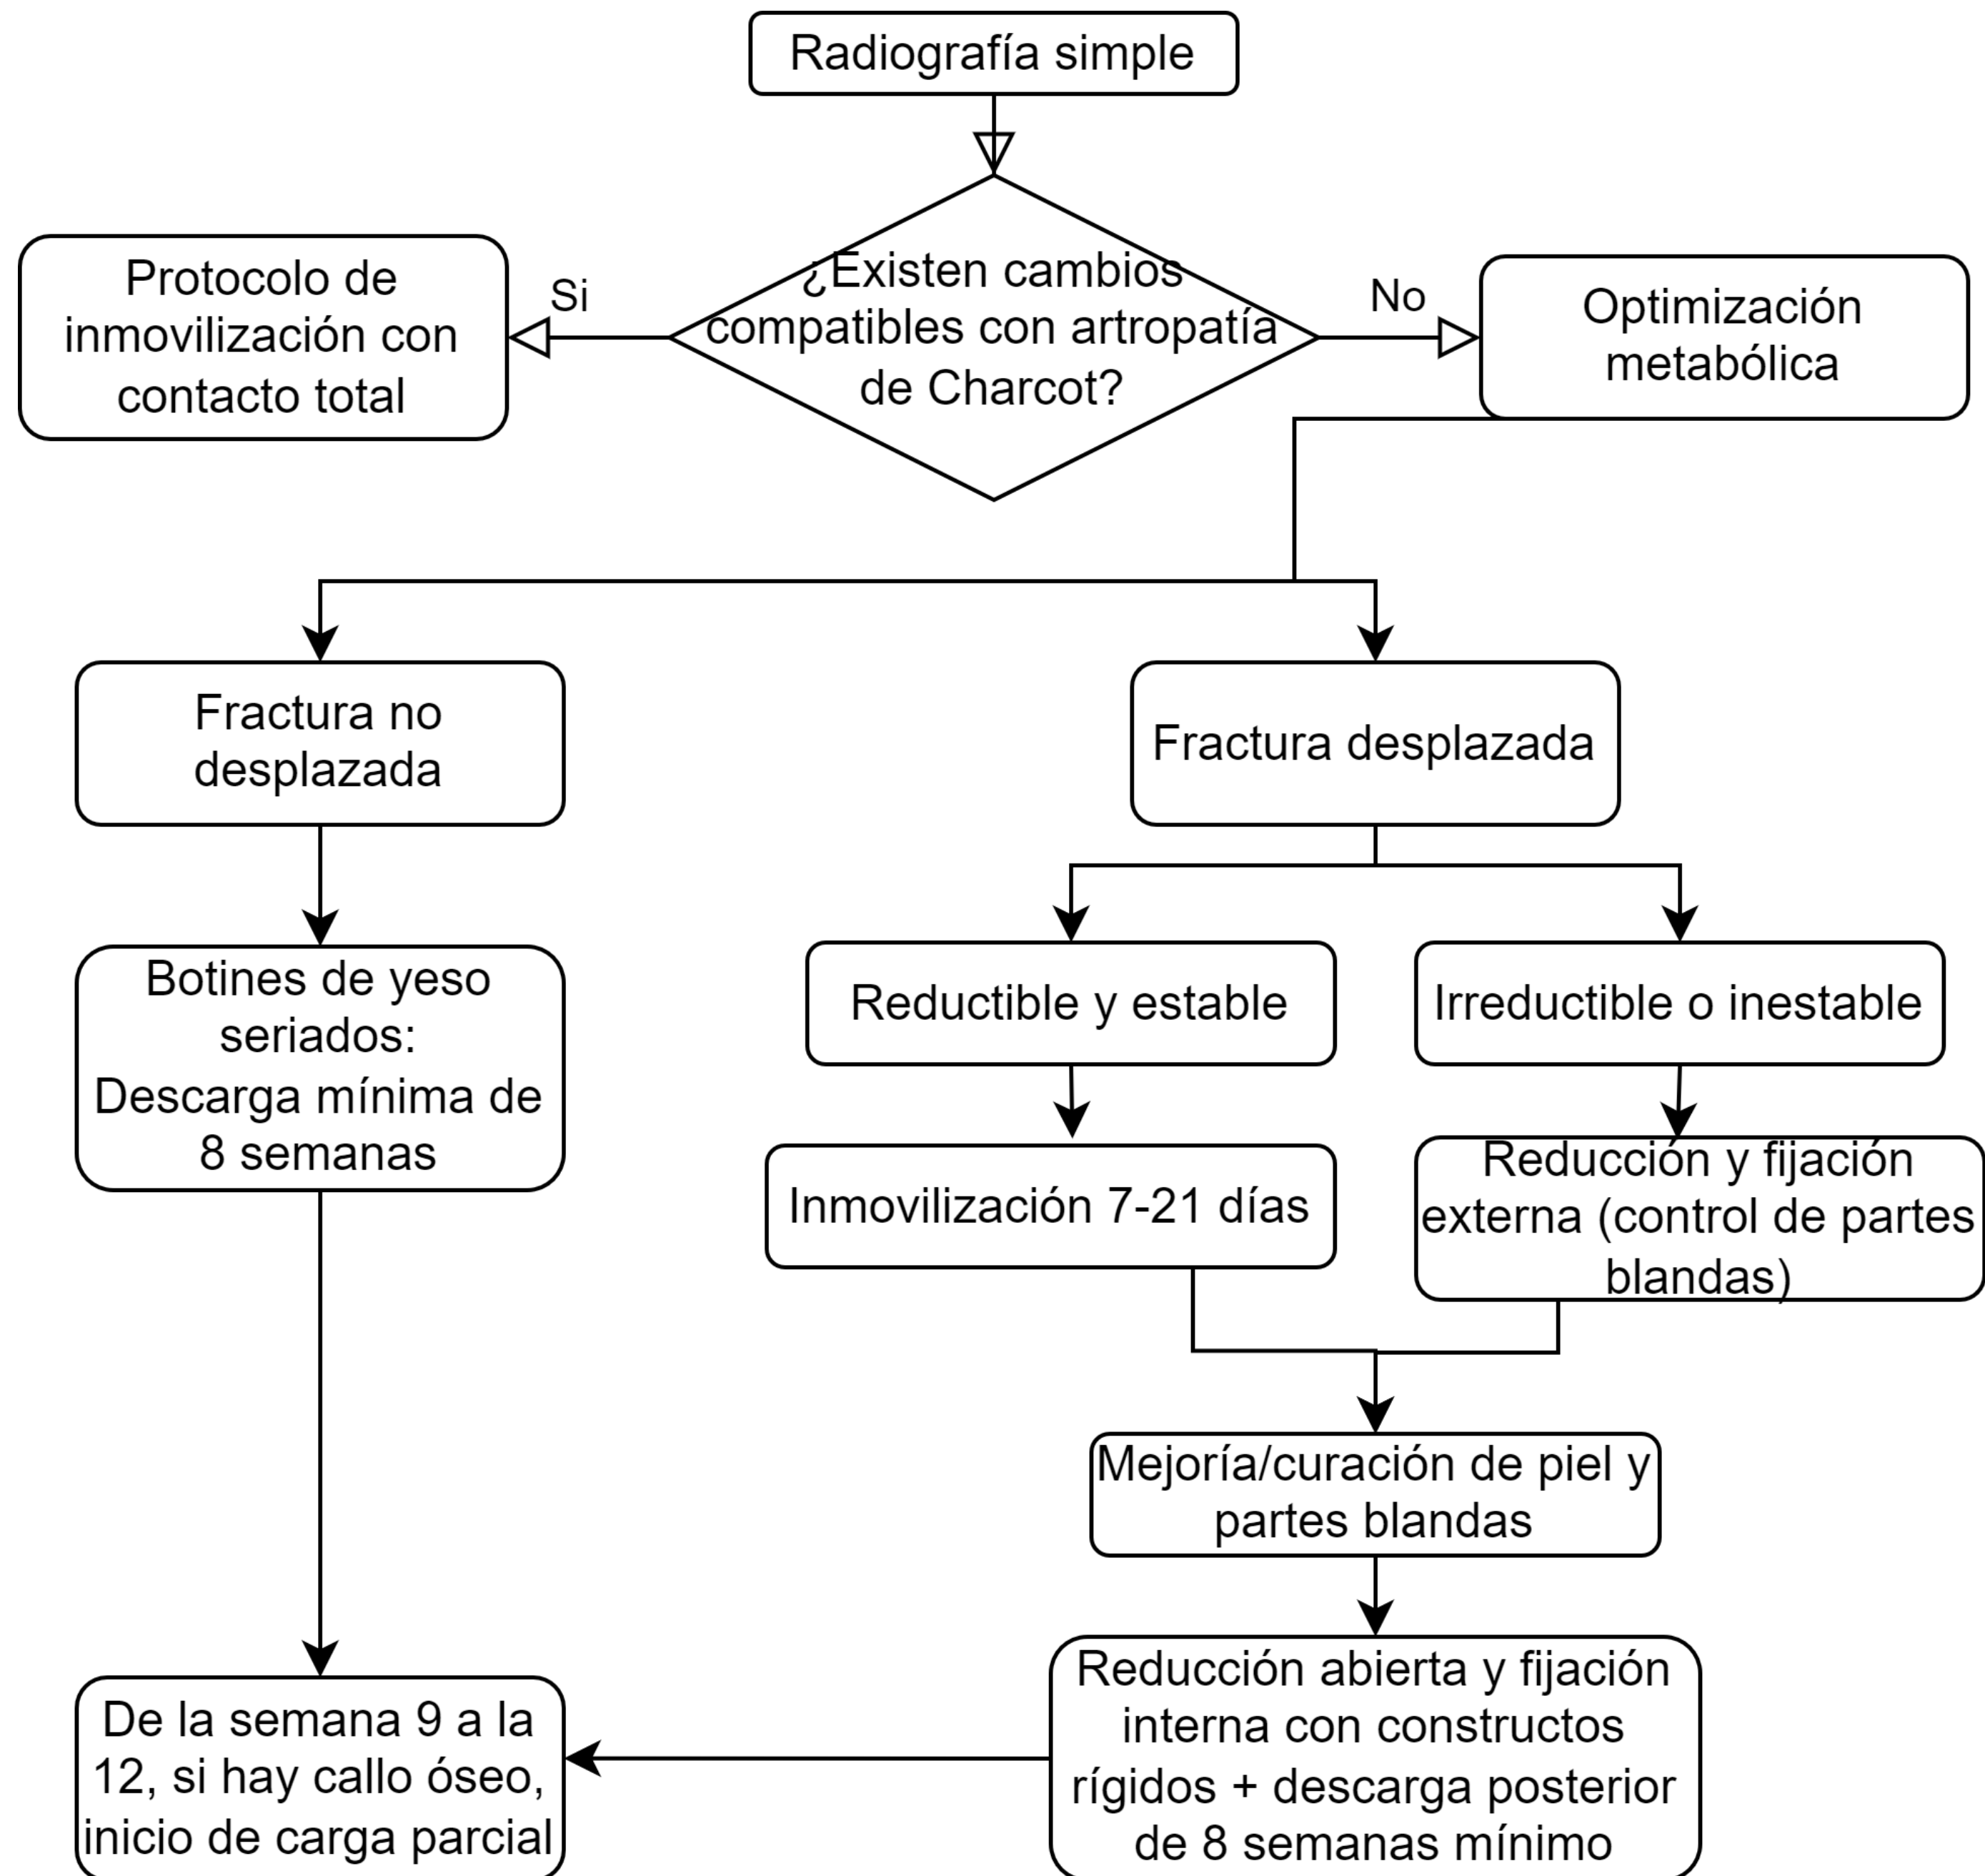 Radiografía simple
Protocolo de
inmovilización con
contacto total
Si
¿Existen cambios
compatibles con artropatía
de Charcot?
No
Optimización
metabólica
Fractura no
desplazada
Fractura desplazada
Botines de yeso
seriados:
Descarga mínima de
8 semanas
Reductible y estable
Irreductible o inestable
Inmovilización 7-21 días
Reducción y fijación
externa (control de partes
blandas)
Mejoría/curación de piel y
partes blandas
De la semana 9 a la
12, si hay callo óseo,
inicio de carga parcial
Reducción abierta y fijación
interna con constructos
rígidos + descarga posterior
de 8 semanas mínimo